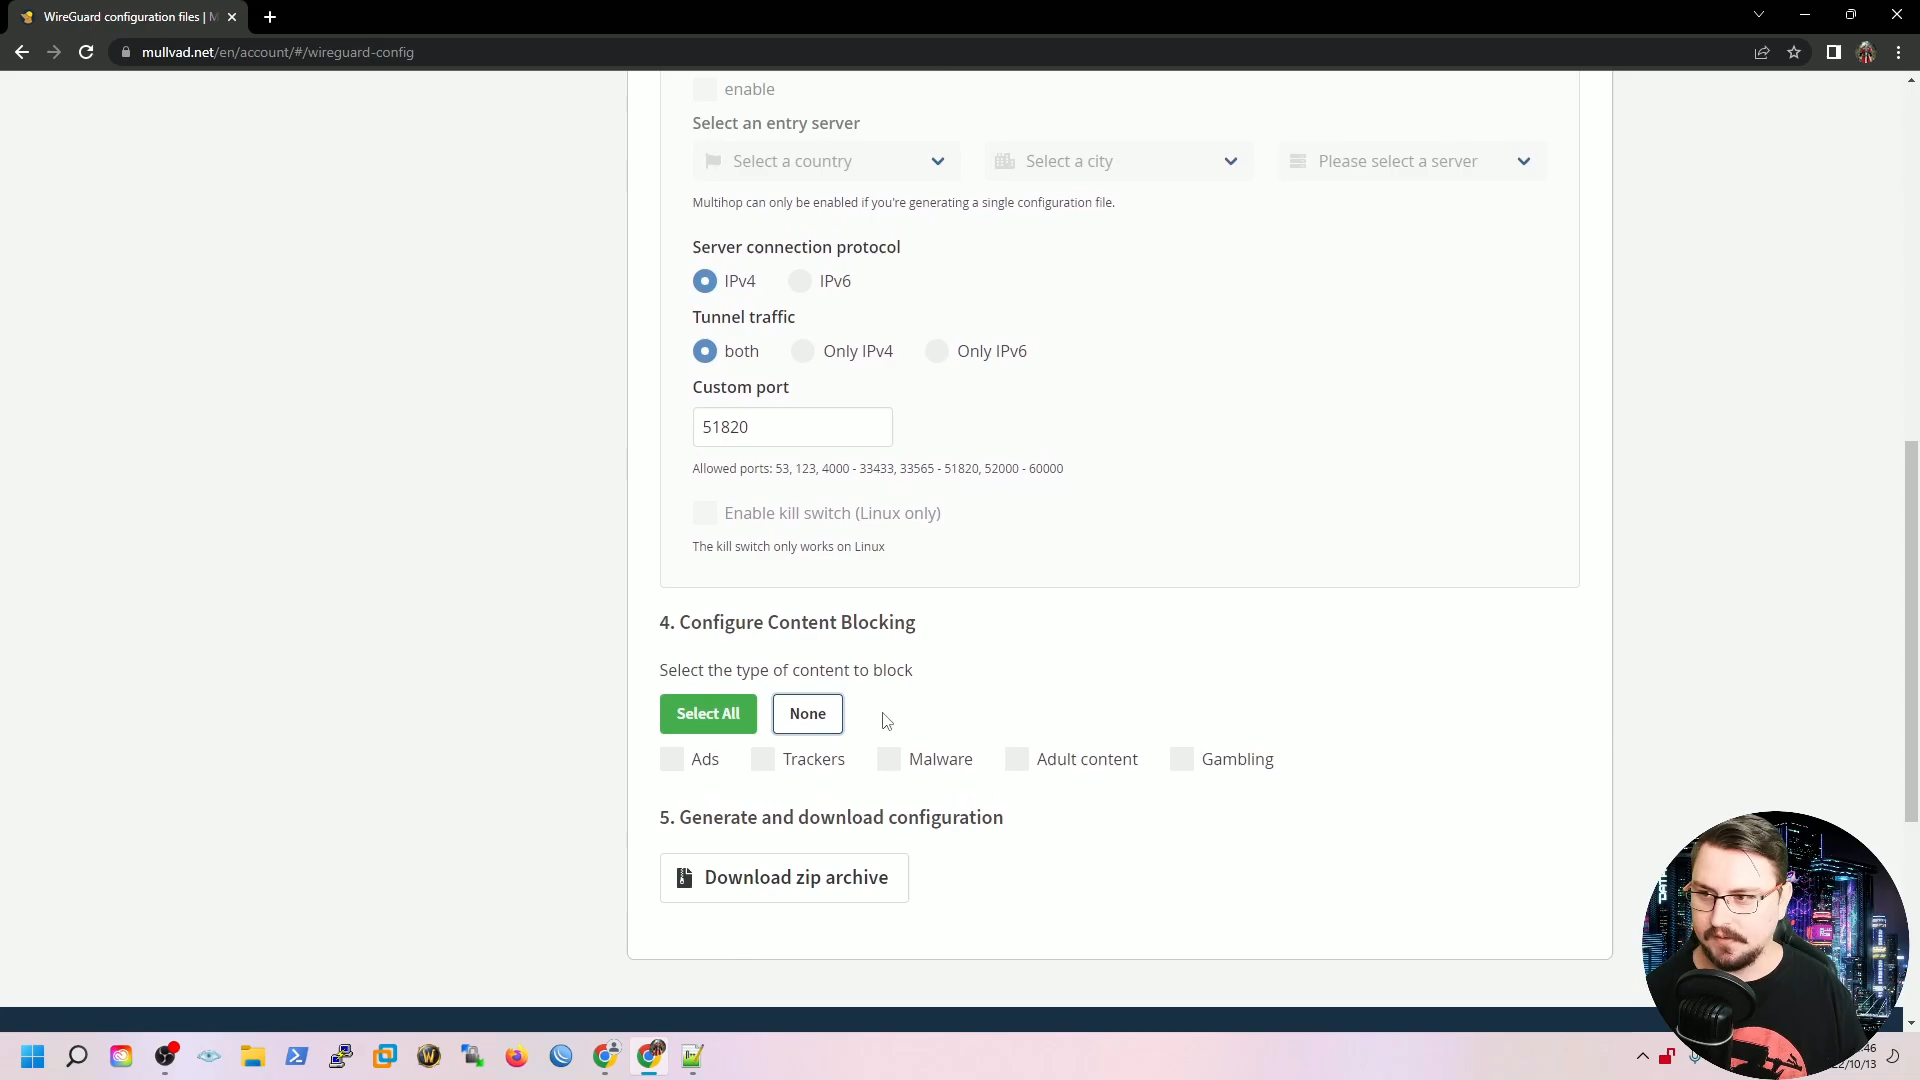 WireGuard configuration files | M
mullvad.net/en/account/#/wireguard-config
enable
Select an entry server
Select a country
Select a city
Please select a server
Multihop can only be enabled if you're generating a single configuration file.
Server connection protocol
IPv4
IPv6
Tunnel traffic
both
Only IPv4
Only IPv6
Custom port
51820
Allowed ports: 53, 123, 4000 - 33433, 33565 - 51820, 52000 - 60000
Enable kill switch (Linux only)
The kill switch only works on Linux
4. Configure Content Blocking
Select the type of content to block
Select All
None
Ads
Trackers
Malware
Adult content
Gambling
5. Generate and download configuration
Download zip archive